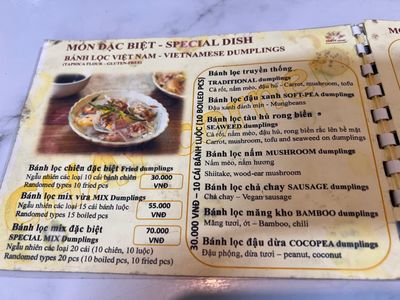 MÓN ĐẶC BIỆT - SPECIAL DISH
BÁNH LỌC VIỆT NAM - VIETNAMESE DUMPLINGS
(TAPIOCA FLOUR - GLUTEN-FREE)
Bánh lọc chiên đặc biệt Fried dumplings
Ngẫu nhiên các loại 10 cái bánh chiên
Randomed types 10 fried pcs
30.000
VNĐ
Bánh lọc mix vừa MIX Dumplings
Ngẫu nhiên các loại 15 cái bánh luộc
Randomed types 15 boiled pcs
55.000
VNĐ
Bánh lọc mix đặc biệt
SPECIAL MIX Dumplings
Ngẫu nhiên các loại 20 cái (10 chiên, 10 luộc)
Randomed types 20 pcs (10 boiled pcs, 10 fried pcs)
70.000
VNĐ
30.000 VNĐ - 10 CÁI BÁNH LUỘC (10 BOILED PCS)
Bánh lọc truyền thống
TRADITIONAL dumplings
Cà rốt, nấm mèo, đậu hũ - Carrot, mushroom, tofu
Bánh lọc đậu xanh SOFT-PEA dumplings
Đậu xanh đánh mịn - Mungbeans
Bánh lọc tàu hủ rong biển
SEAWEED dumplings
Cà rốt, nấm mèo, đậu hũ, rong biển rắc lên bề mặt
Carrot, mushroom, tofu and seaweed on dumplings
Bánh lọc nấm MUSHROOM dumplings
Nấm mèo, nấm hương
Shiitake, wood-ear mushroom
Bánh lọc chả chay SAUSAGE dumplings
Chả chay - Vegan sausage
Bánh lọc măng kho BAMBOO dumplings
Măng tươi, ớt - Bamboo, chili
Bánh lọc đậu dừa COCOPEA dumplings
Đậu phộng, dừa tươi - peanut, coconut